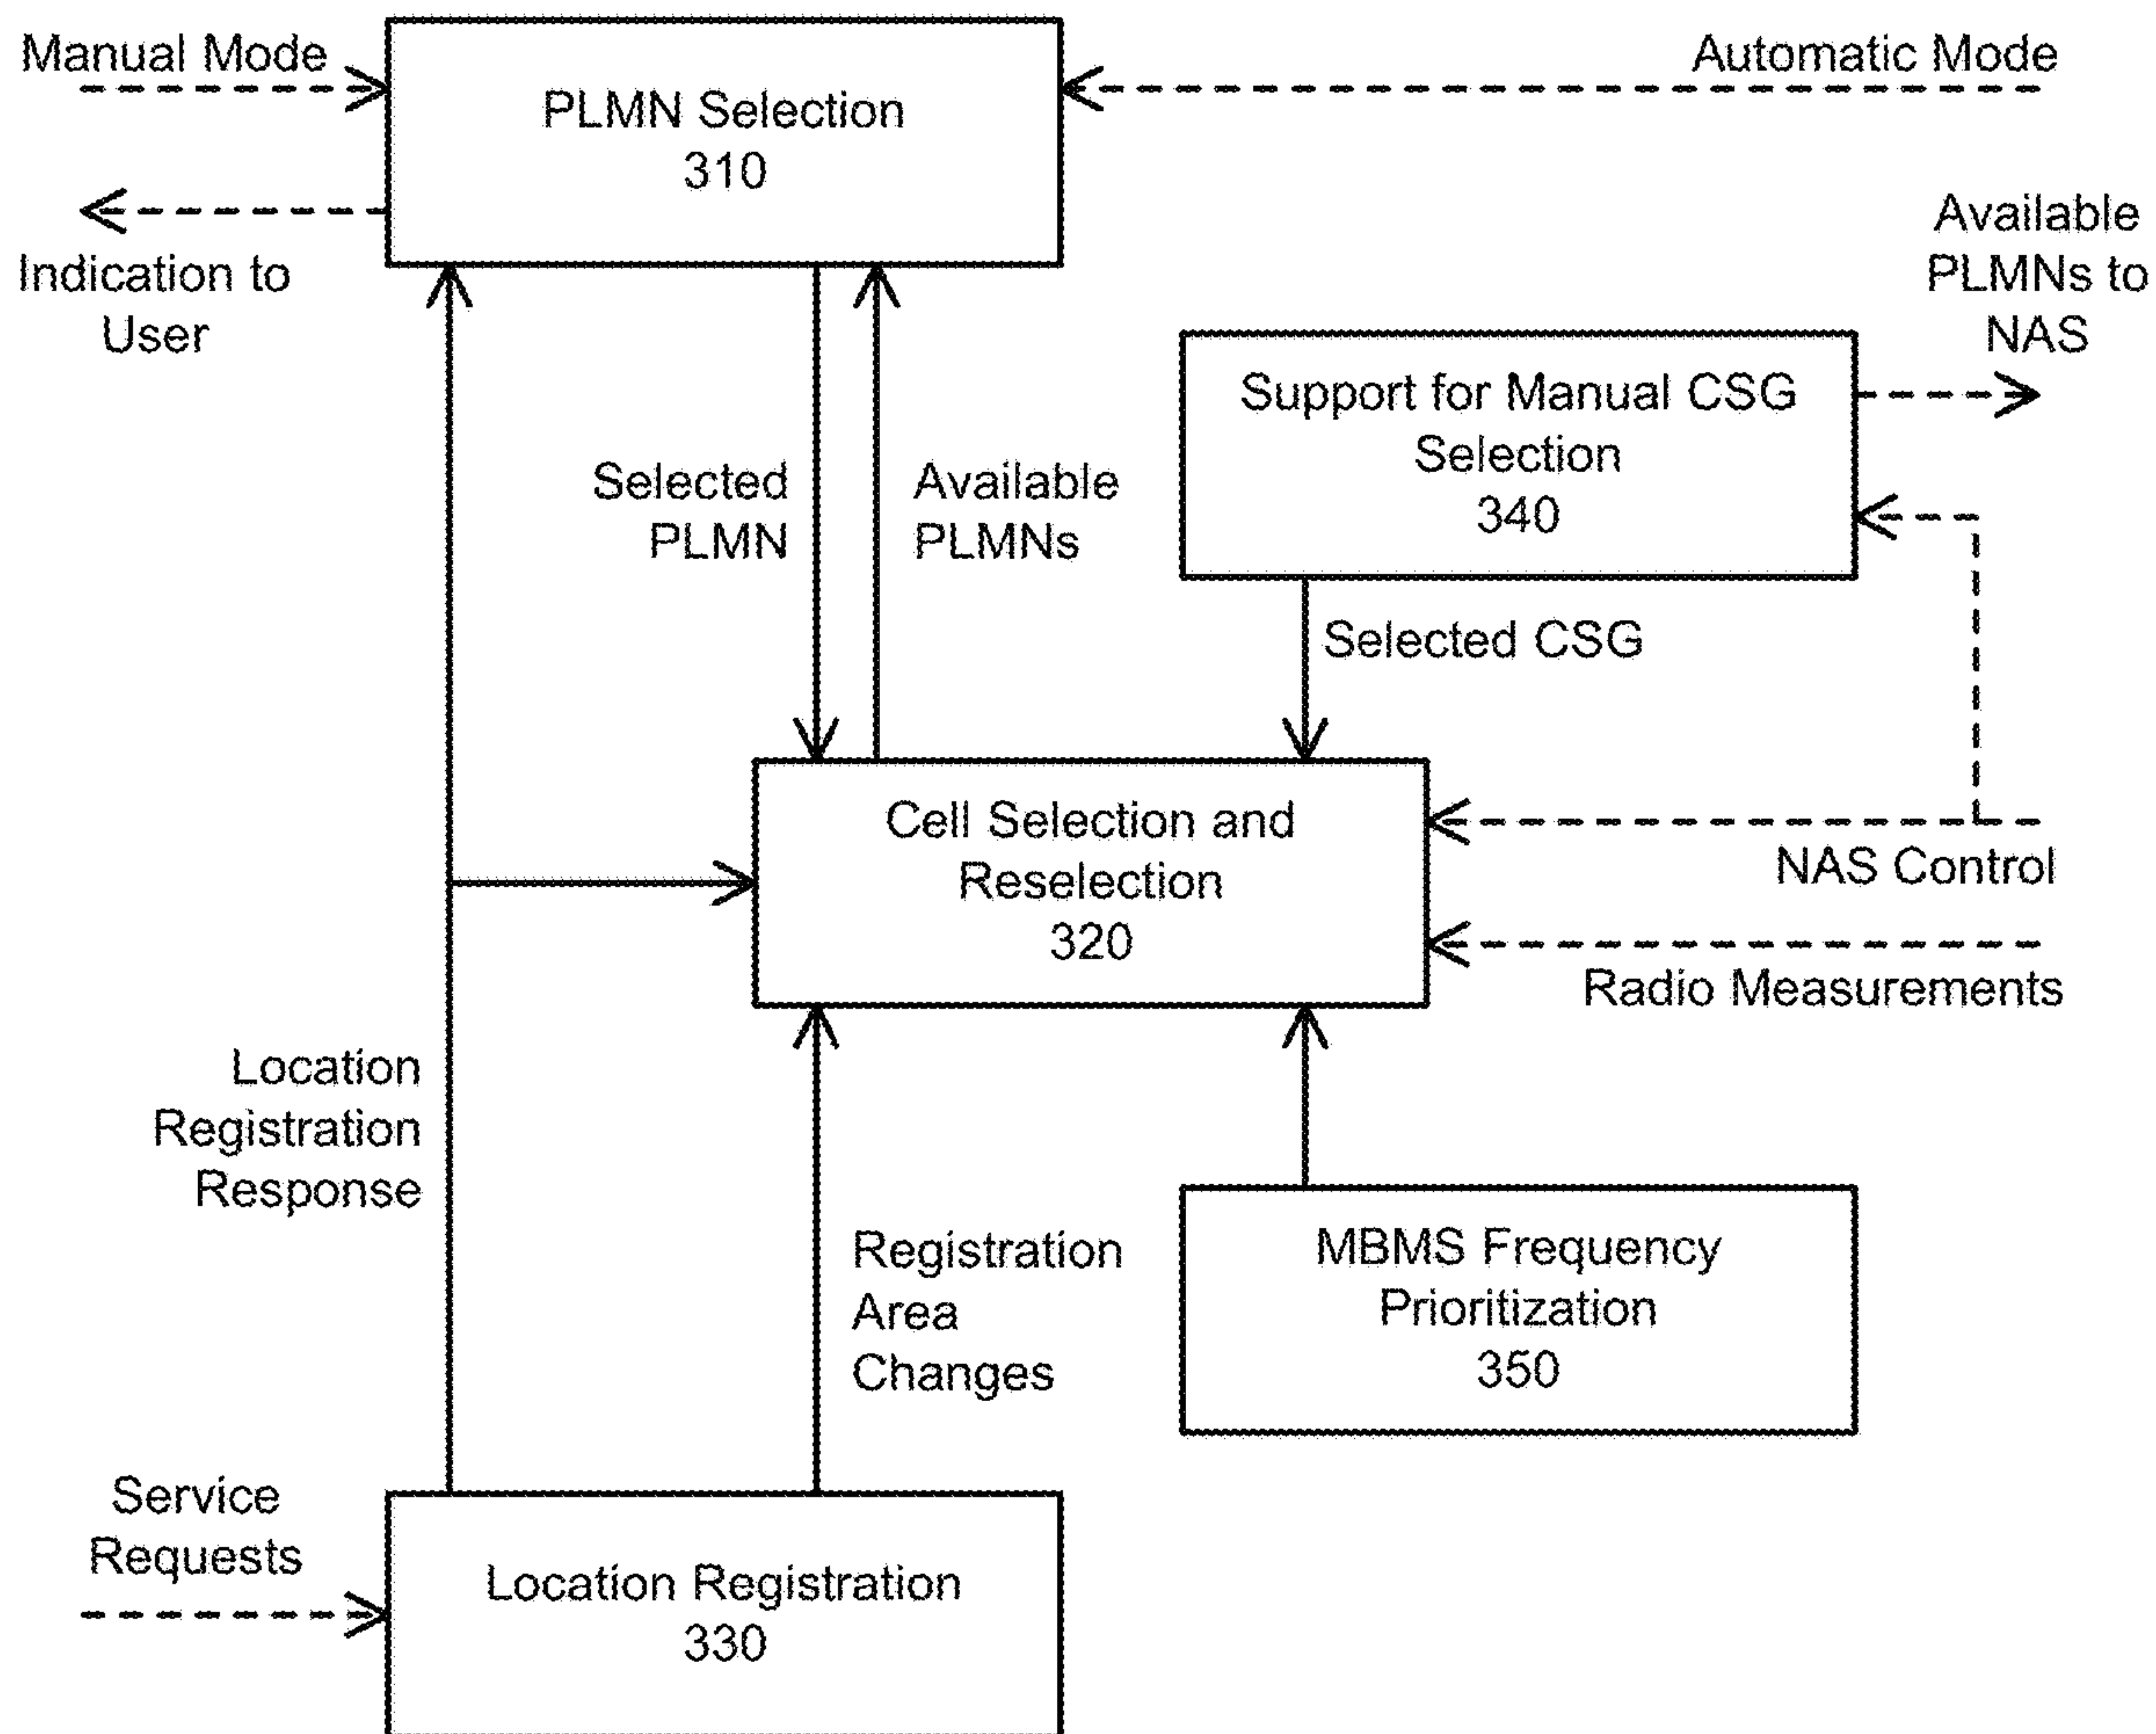 Manual Mode
Automatic Mode
PLMN Selection
310
Indication to
User
Available
PLMNs to
NAS
Support for Manual CSG
Selection
340
Selected
PLMN
Available
PLMNs
Selected CSG
Cell Selection and
Reselection
320
NAS Control
Radio Measurements
Location
Registration
Response
Registration
Area
Changes
MBMS Frequency
Prioritization
350
Service
Requests
Location Registration
330